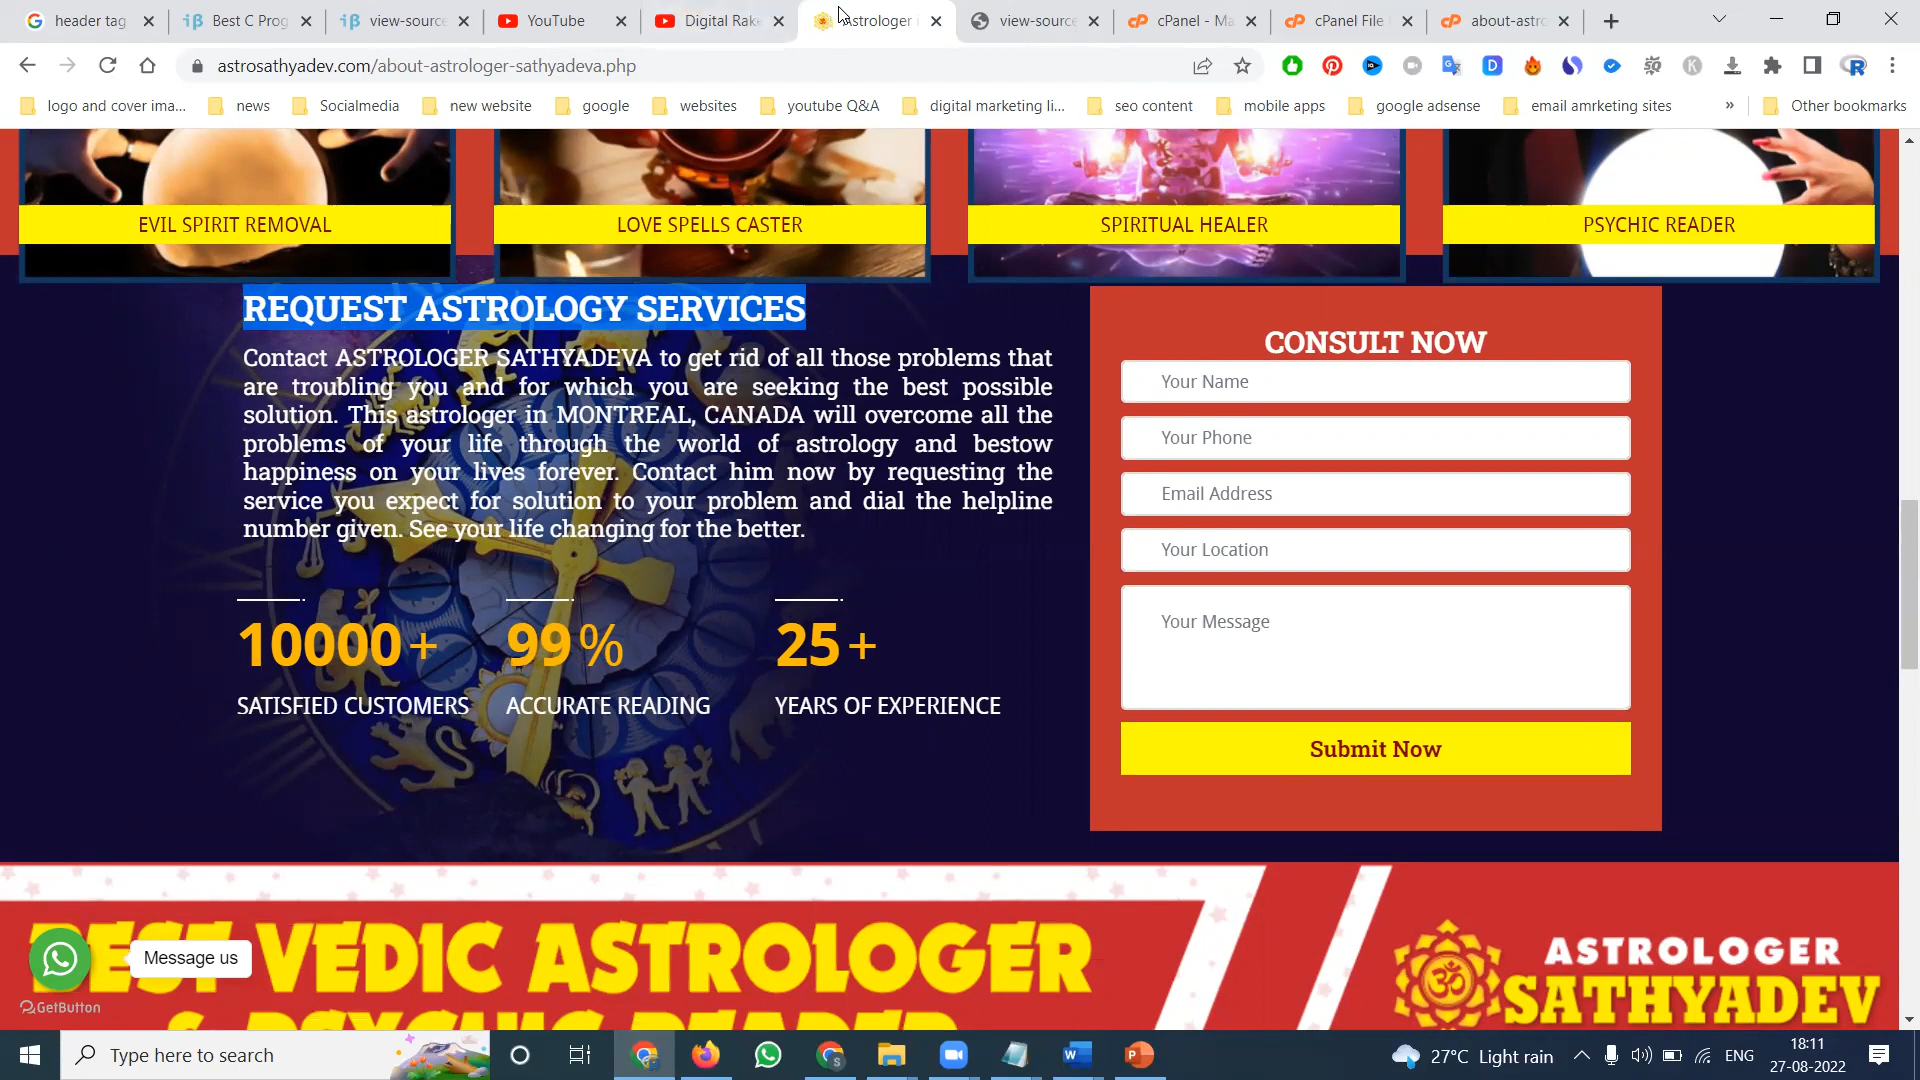 header tag
Best C Prog
view-source
YouTube
Digital Rake
Astrologer i
view-source
cPanel - Ma
cPanel File
about-astro
astrosathyadev.com/about-astrologer-sathyadeva.php
logo and cover ima...
news
Socialmedia
new website
google
websites
youtube Q&A
digital marketing li...
seo content
mobile apps
google adsense
email amrketing sites
»
Other bookmarks
EVIL SPIRIT REMOVAL
LOVE SPELLS CASTER
SPIRITUAL HEALER
PSYCHIC READER
REQUEST ASTROLOGY SERVICES
Contact ASTROLOGER SATHYADEVA to get rid of all those problems that
are troubling you and for which you are seeking the best possible
solution. This astrologer in MONTREAL, CANADA will overcome all the
problems of your life through the world of astrology and bestow
happiness on your lives forever. Contact him now by requesting the
service you expect for solution to your problem and dial the helpline
number given. See your life changing for the better.
10000+
99%
25+
SATISFIED CUSTOMERS
ACCURATE READING
YEARS OF EXPERIENCE
CONSULT NOW
Your Name
Your Phone
Email Address
Your Location
Your Message
Submit Now
BEST VEDIC ASTROLOGER
& PSYCHIC READER
ASTROLOGER
SATHYADEV
Message us
GetButton
Type here to search
27°C Light rain
ENG
18:11
27-08-2022